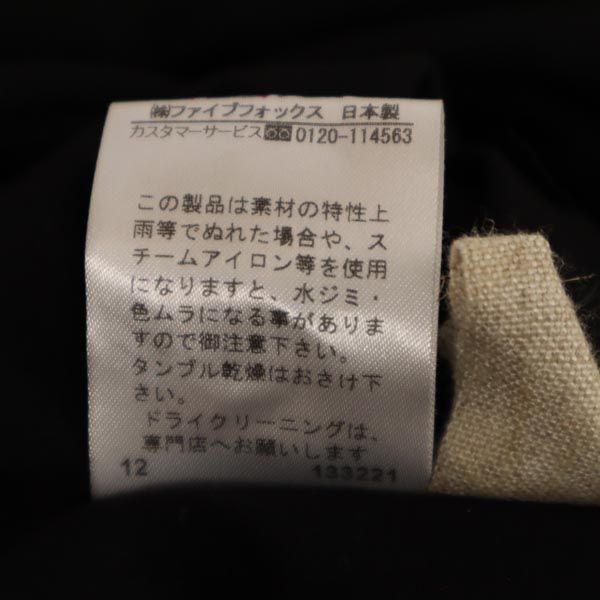 ㈱ファイブフォックス 日本製
カスタマーサービス 0120-114563
この製品は素材の特性上
雨等でぬれた場合や、ス
チームアイロン等を使用
になりますと、水ジミ・
色ムラになる事がありま
すので御注意下さい。
タンブル乾燥はおさけ下
さい。
ドライクリーニングは、
専門店へお願いします
12 133221